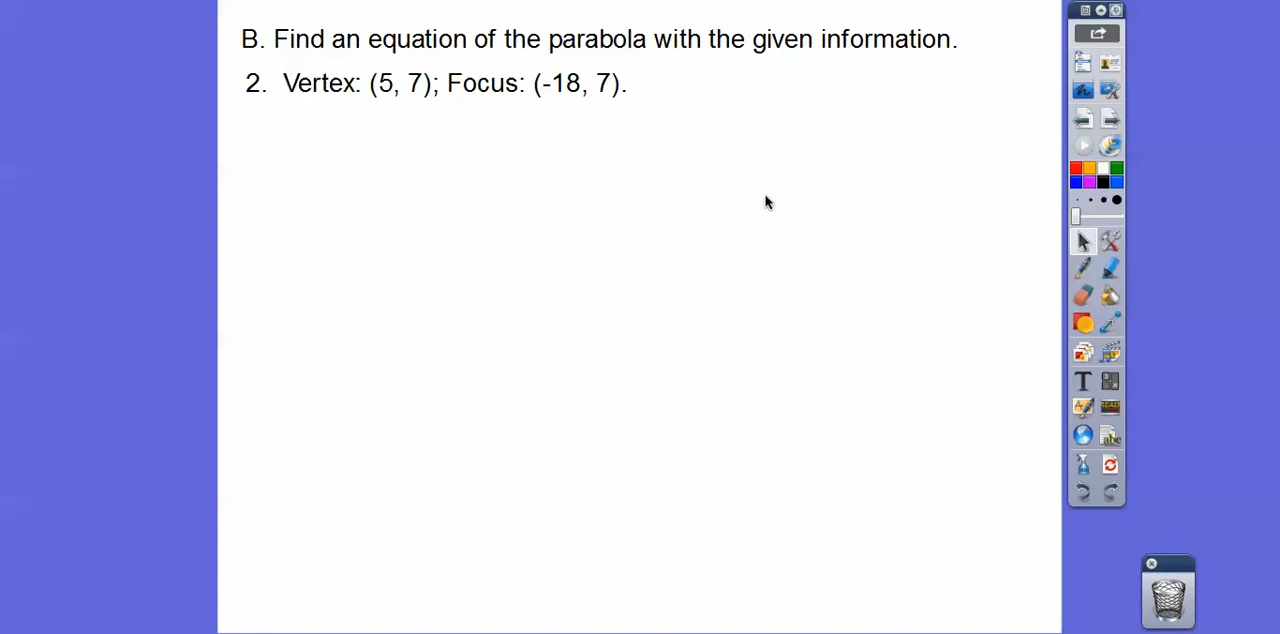 B. Find an equation of the parabola with the given information.
2. Vertex: (5, 7); Focus: (-18, 7).